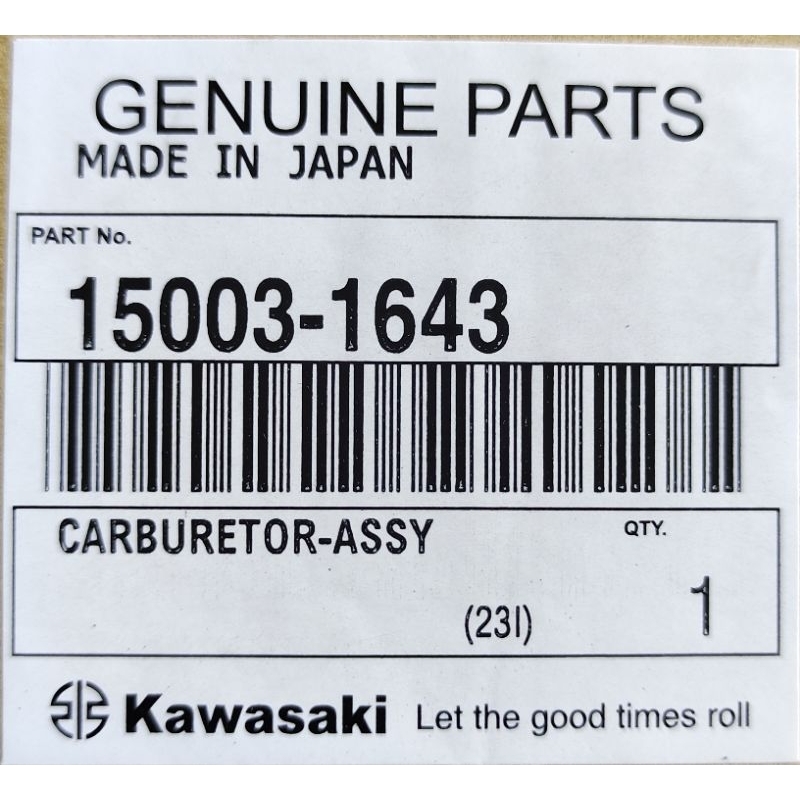 GENUINE PARTS
MADE IN JAPAN
PART No.
15003-1643
CARBURETOR-ASSY QTY.
(23I) 1
Kawasaki Let the good times roll